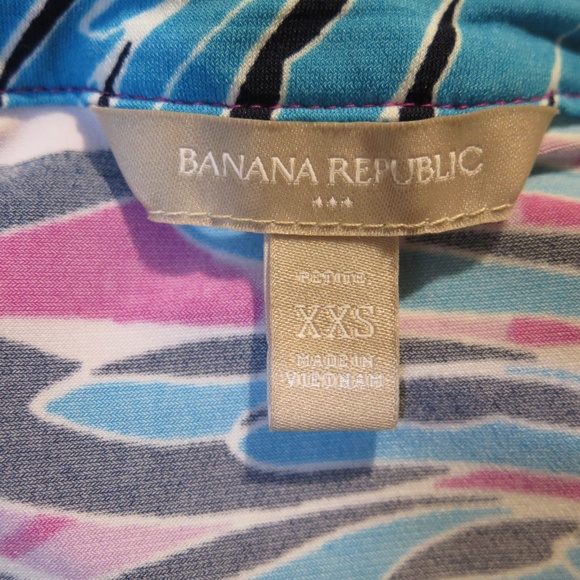 BANANA REPUBLIC
PETITE
XXS
MADE IN
VIETNAM